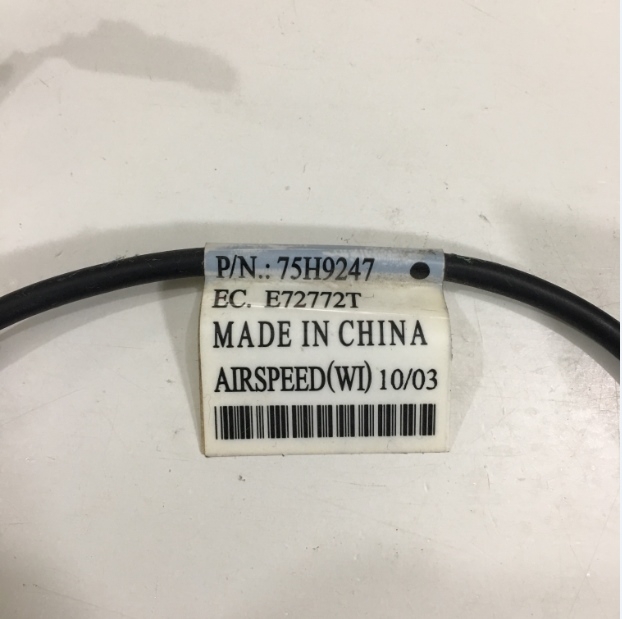 P/N.: 75H9247
EC. E72772T
MADE IN CHINA
AIRSPEED(WI) 10/03